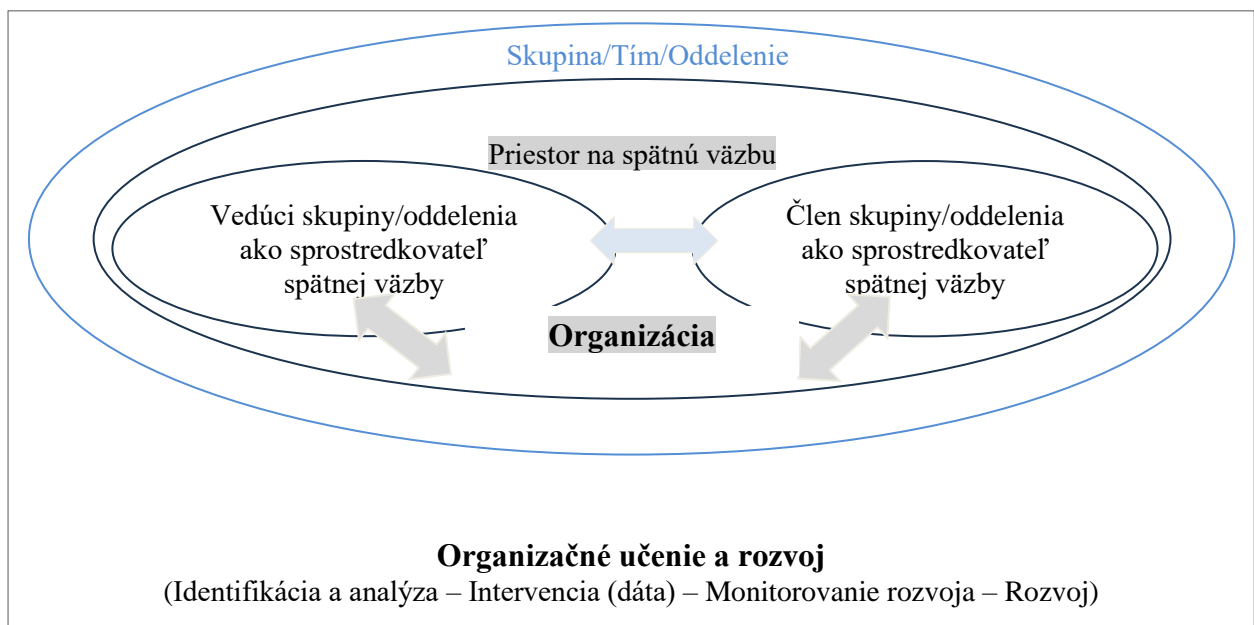 Skupina/Tím/Oddelenie
Priestor na spätnú väzbu
Vedúci skupiny/oddelenia
ako sprostredkovateľ
spätnej väzby
Člen skupiny/oddelenia
ako sprostredkovateľ
spätnej väzby
Organizácia
Organizačné učenie a rozvoj
(Identifikácia a analýza – Intervencia (dáta) – Monitorovanie rozvoja – Rozvoj)